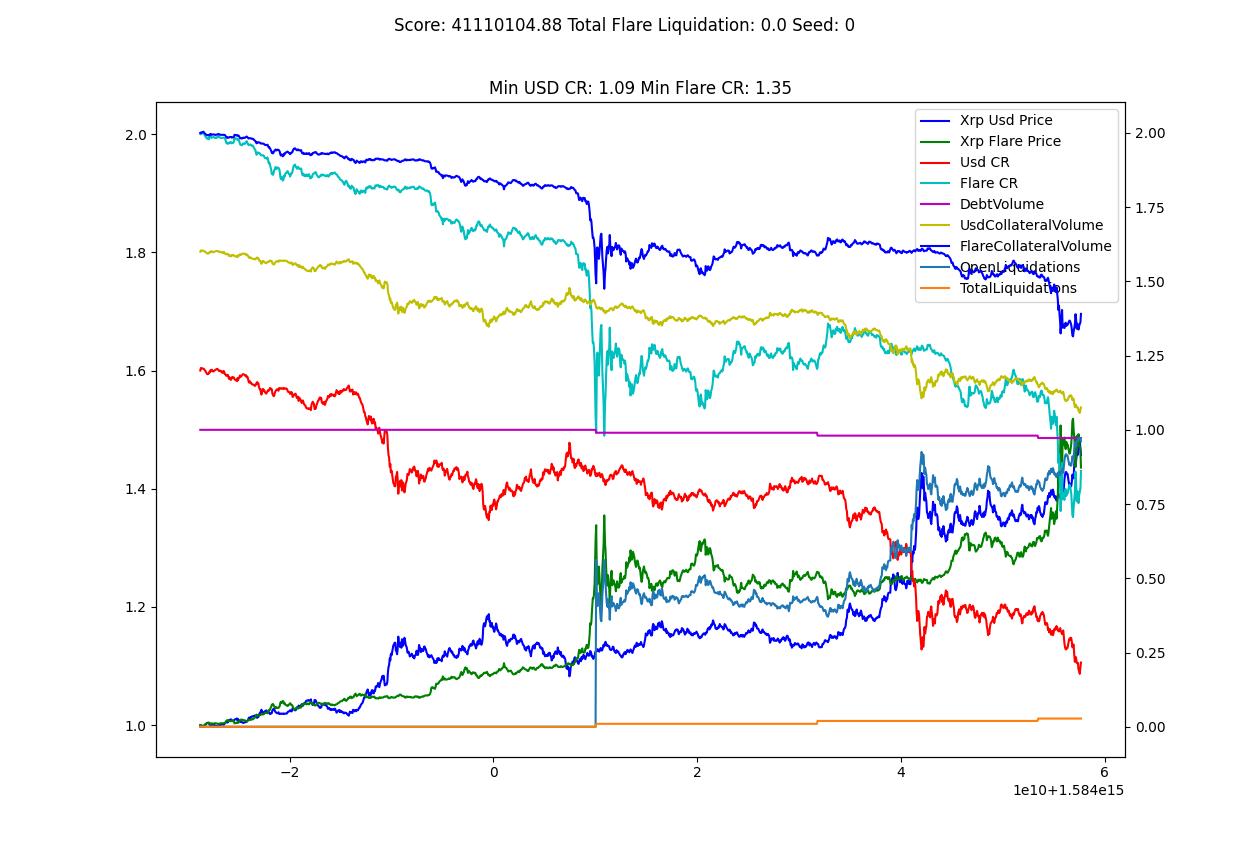 Score: 41110104.88 Total Flare Liquidation: 0.0 Seed: 0
Min USD CR: 1.09 Min Flare CR: 1.35
Xrp Usd Price
Xrp Flare Price
Usd CR
Flare CR
DebtVolume
UsdCollateralVolume
FlareCollateralVolume
OpenLiquidations
TotalLiquidations
2.0
1.8
1.6
1.4
1.2
1.0
2.00
1.75
1.50
1.25
1.00
0.75
0.50
0.25
0.00
−2
0
2
4
6
1e10+1.584e15